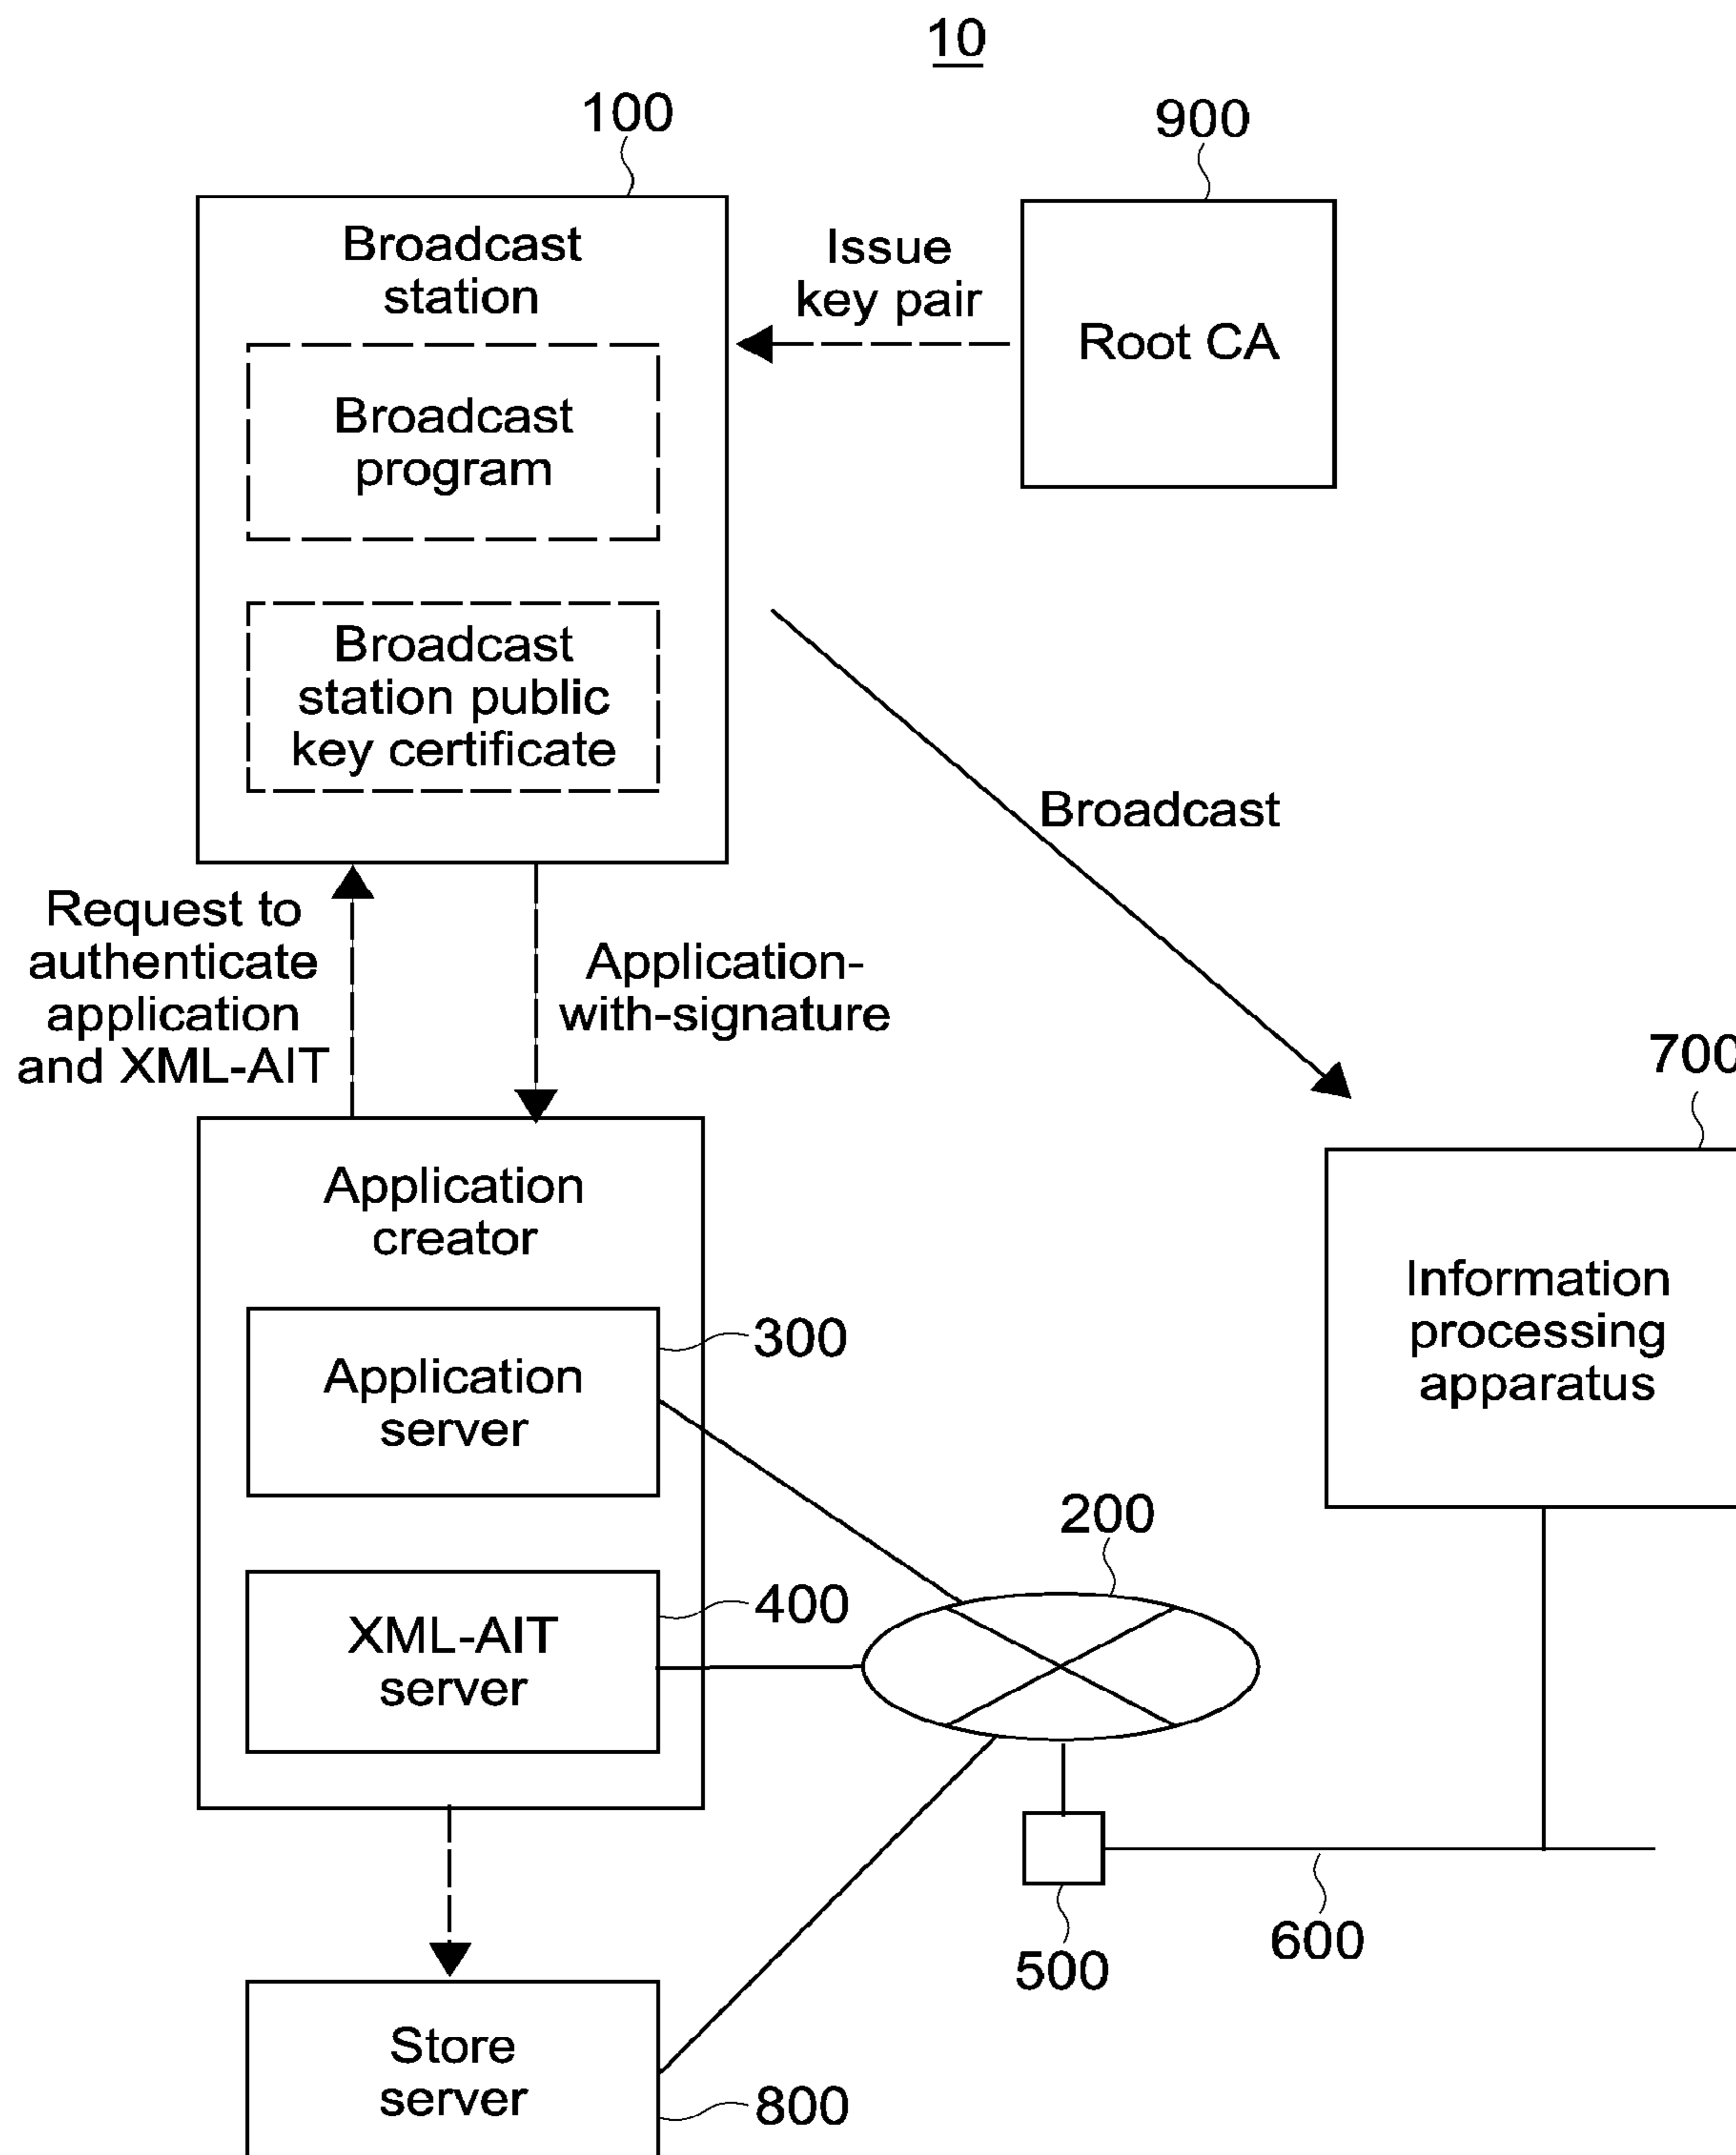 10
100
900
Broadcast
station
Issue
key pair
Root CA
Broadcast
program
Broadcast
station public
key certificate
Broadcast
Request to
authenticate
application
and XML-AIT
Application-
with-signature
700
Application
creator
Information
processing
apparatus
300
Application
server
200
400
XML-AIT
server
500
600
Store
server
800